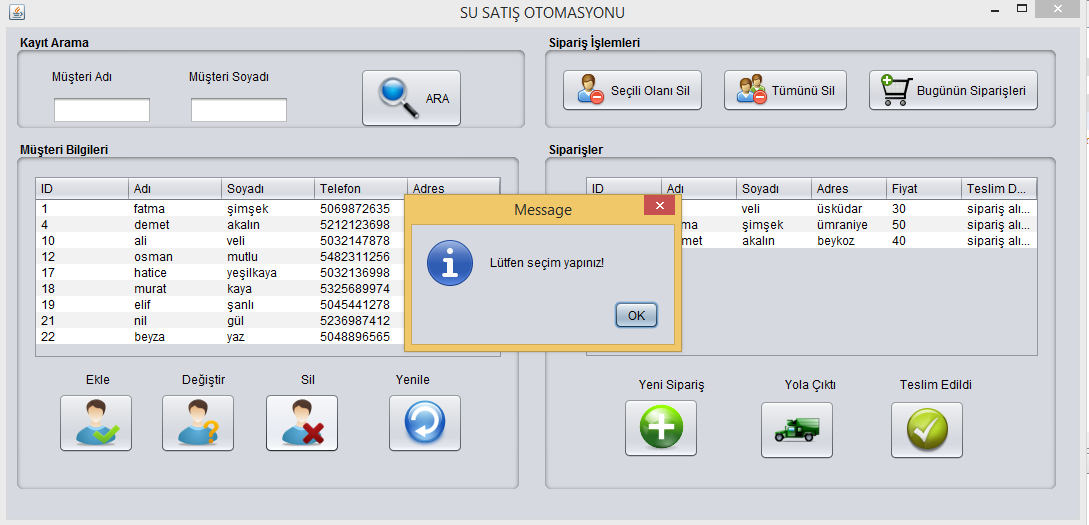 SU SATIŞ OTOMASYONU
Kayıt Arama
Müşteri Adı Müşteri Soyadı
ARA
Sipariş İşlemleri
Seçili Olanı Sil Tümünü Sil Bugünün Siparişleri
Müşteri Bilgileri
ID Adı Soyadı Telefon Adres
1 fatma şimşek 5069872635
4 demet akalın 5212123698
10 ali veli 5032147878
12 osman mutlu 5482311256
17 hatice yeşilkaya 5032136998
18 murat kaya 5325689974
19 elif şanlı 5045441278
21 nil gül 5236987412
22 beyza yaz 5048896565
Ekle Değiştir Sil Yenile
Siparişler
ID Adı Soyadı Adres Fiyat Teslim D...
veli üsküdar 30 sipariş alı...
şimşek ümraniye 50 sipariş alı...
akalın beykoz 40 sipariş alı...
Yeni Sipariş Yola Çıktı Teslim Edildi
Message
Lütfen seçim yapınız!
OK